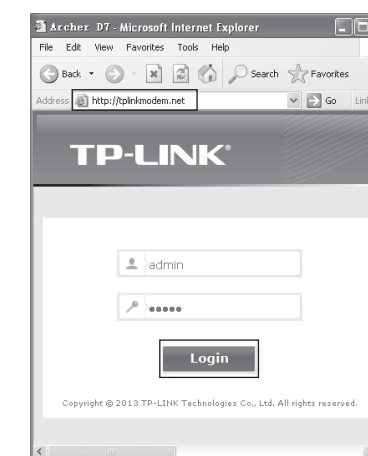 Archer D7 - Microsoft Internet Explorer
File Edit View Favorites Tools Help
Back Search Favorites
Address http://tplinkmodem.net Go Link
TP-LINK®
admin
•••••
Login
Copyright © 2013 TP-LINK Technologies Co., Ltd. All rights reserved.